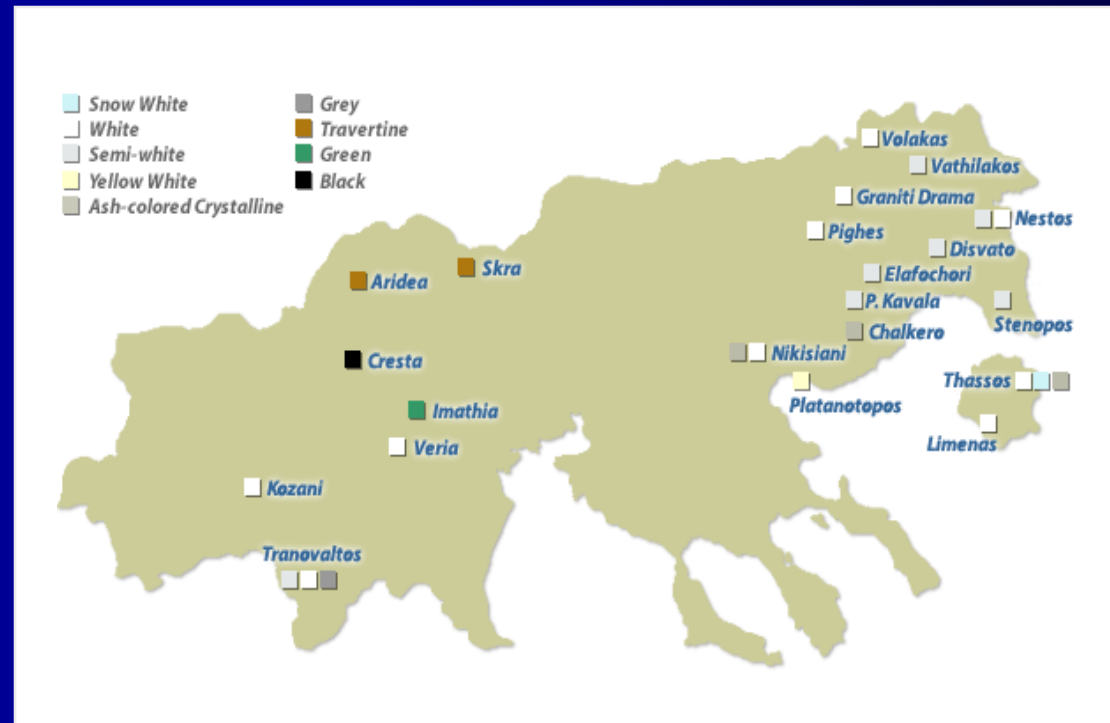 Snow White
White
Semi-white
Yellow White
Ash-colored Crystalline
Grey
Travertine
Green
Black
Volakas
Vathilakos
Graniti Drama
Nestos
Pighes
Disvato
Skra
Elafochori
Aridea
P. Kavala
Stenopos
Chalkero
Nikisiani
Cresta
Thassos
Platanotopos
Imathia
Limenas
Veria
Kozani
Tranovaltos